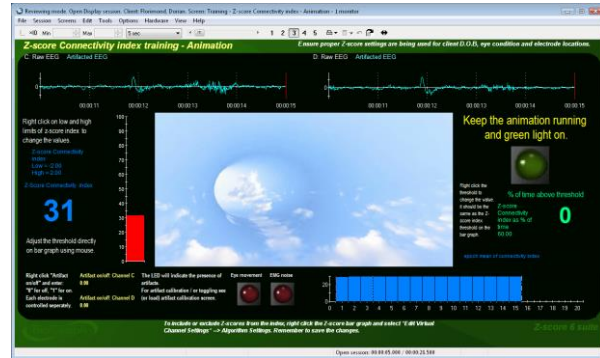 Reviewing mode. Open Display session. Client: Floriesend, Dorian. Screen: Training - Z-score Connectivity index - Animation - 1 monitor
File Session Screens Edit Tools Options Hardware View Help
Min Max 5 sec 1 2 3 4 5
Z-score Connectivity Index training - Animation
Ensure proper Z-score settings are being used for client D.O.B, eye condition and electrode locations.
C: Raw EEG Artifacted EEG
D: Raw EEG Artifacted EEG
00:00:11 00:00:12 00:00:13 00:00:14 00:00:15
00:00:11 00:00:12 00:00:13 00:00:14 00:00:15
Right click on low and high
limits of z-score index to
change the values.
Z-score Connectivity
index
Low = -2.00
High = 2.00
Z-Score Connectivity Index
31
Adjust the threshold directly
on bar graph using mouse.
100
90
80
70
60
50
40
30
20
10
0
Keep the animation running
and green light on.
Right click the
threshold to
change the value,
it should be the
same as the Z-
score index
threshold on the
bar graph.
% of time above threshold
Z-score
Connectivity
index as % of
time
60.00
0
epoch mean of connectivity index
Right click "Artifact
on/off" and enter:
"0" for off, "1" for on.
Each electrode is
controlled seperately.
Artifact on/off: Channel C
0.00
Artifact on/off: Channel D
0.00
The LED will indicate the presence of
artifacts.
For artifact calibration / or toggling see
(or load) artifact calibration screen.
Eye movement EMG noise
20
0
0 1 2 3 4 5 6 7 8 9 10 11 12 13 14 15 16 17 18 19 20
To include or exclude Z-scores from the index, right click the Z-score bar graph and select "Edit Virtual
Channel Settings" --> Algorithm Settings. Remember to save the changes.
Z-score 6 suite
Open session: 00:00:05.000 / 00:00:28.500